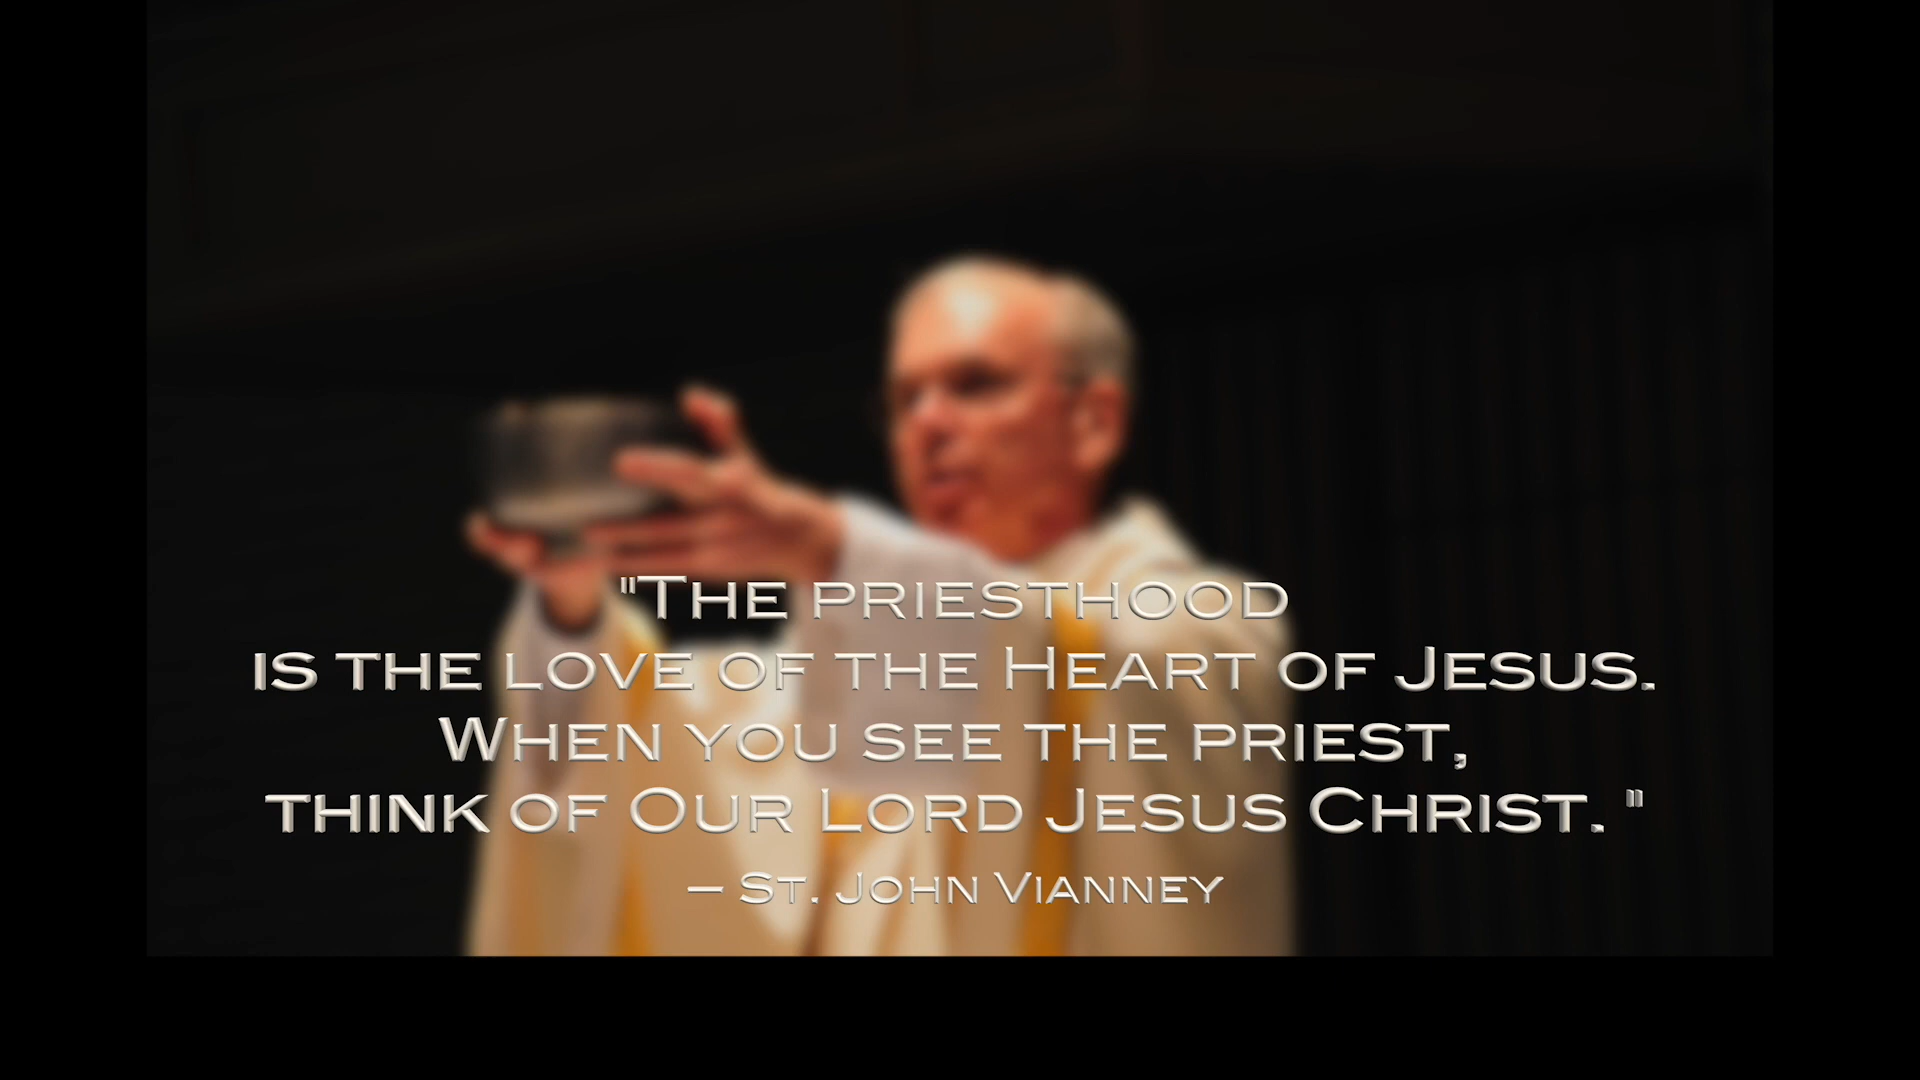 "The priesthood
is the love of the Heart of Jesus.
When you see the priest,
think of Our Lord Jesus Christ. "
– St. John Vianney